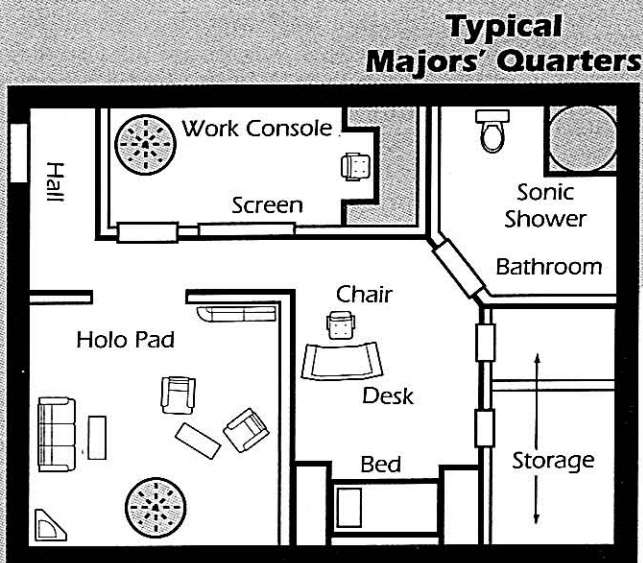 Typical
Majors' Quarters
Work Console
Hall
Screen
Sonic
Shower
Bathroom
Chair
Holo Pad
Desk
Bed
Storage